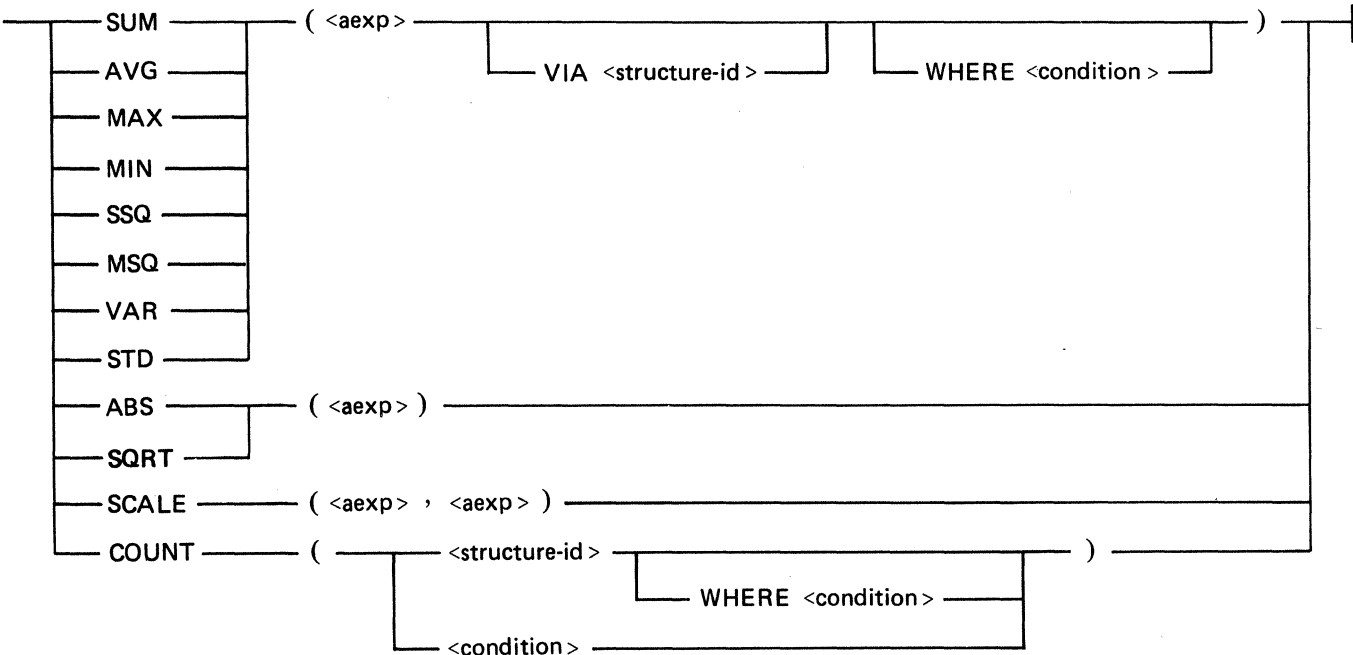 SUM ( <aexp> )
AVG VIA <structure-id> WHERE <condition>
MAX
MIN
SSQ
MSQ
VAR
STD
ABS ( <aexp> )
SQRT
SCALE ( <aexp> , <aexp> )
COUNT ( <structure-id> )
WHERE <condition>
<condition>